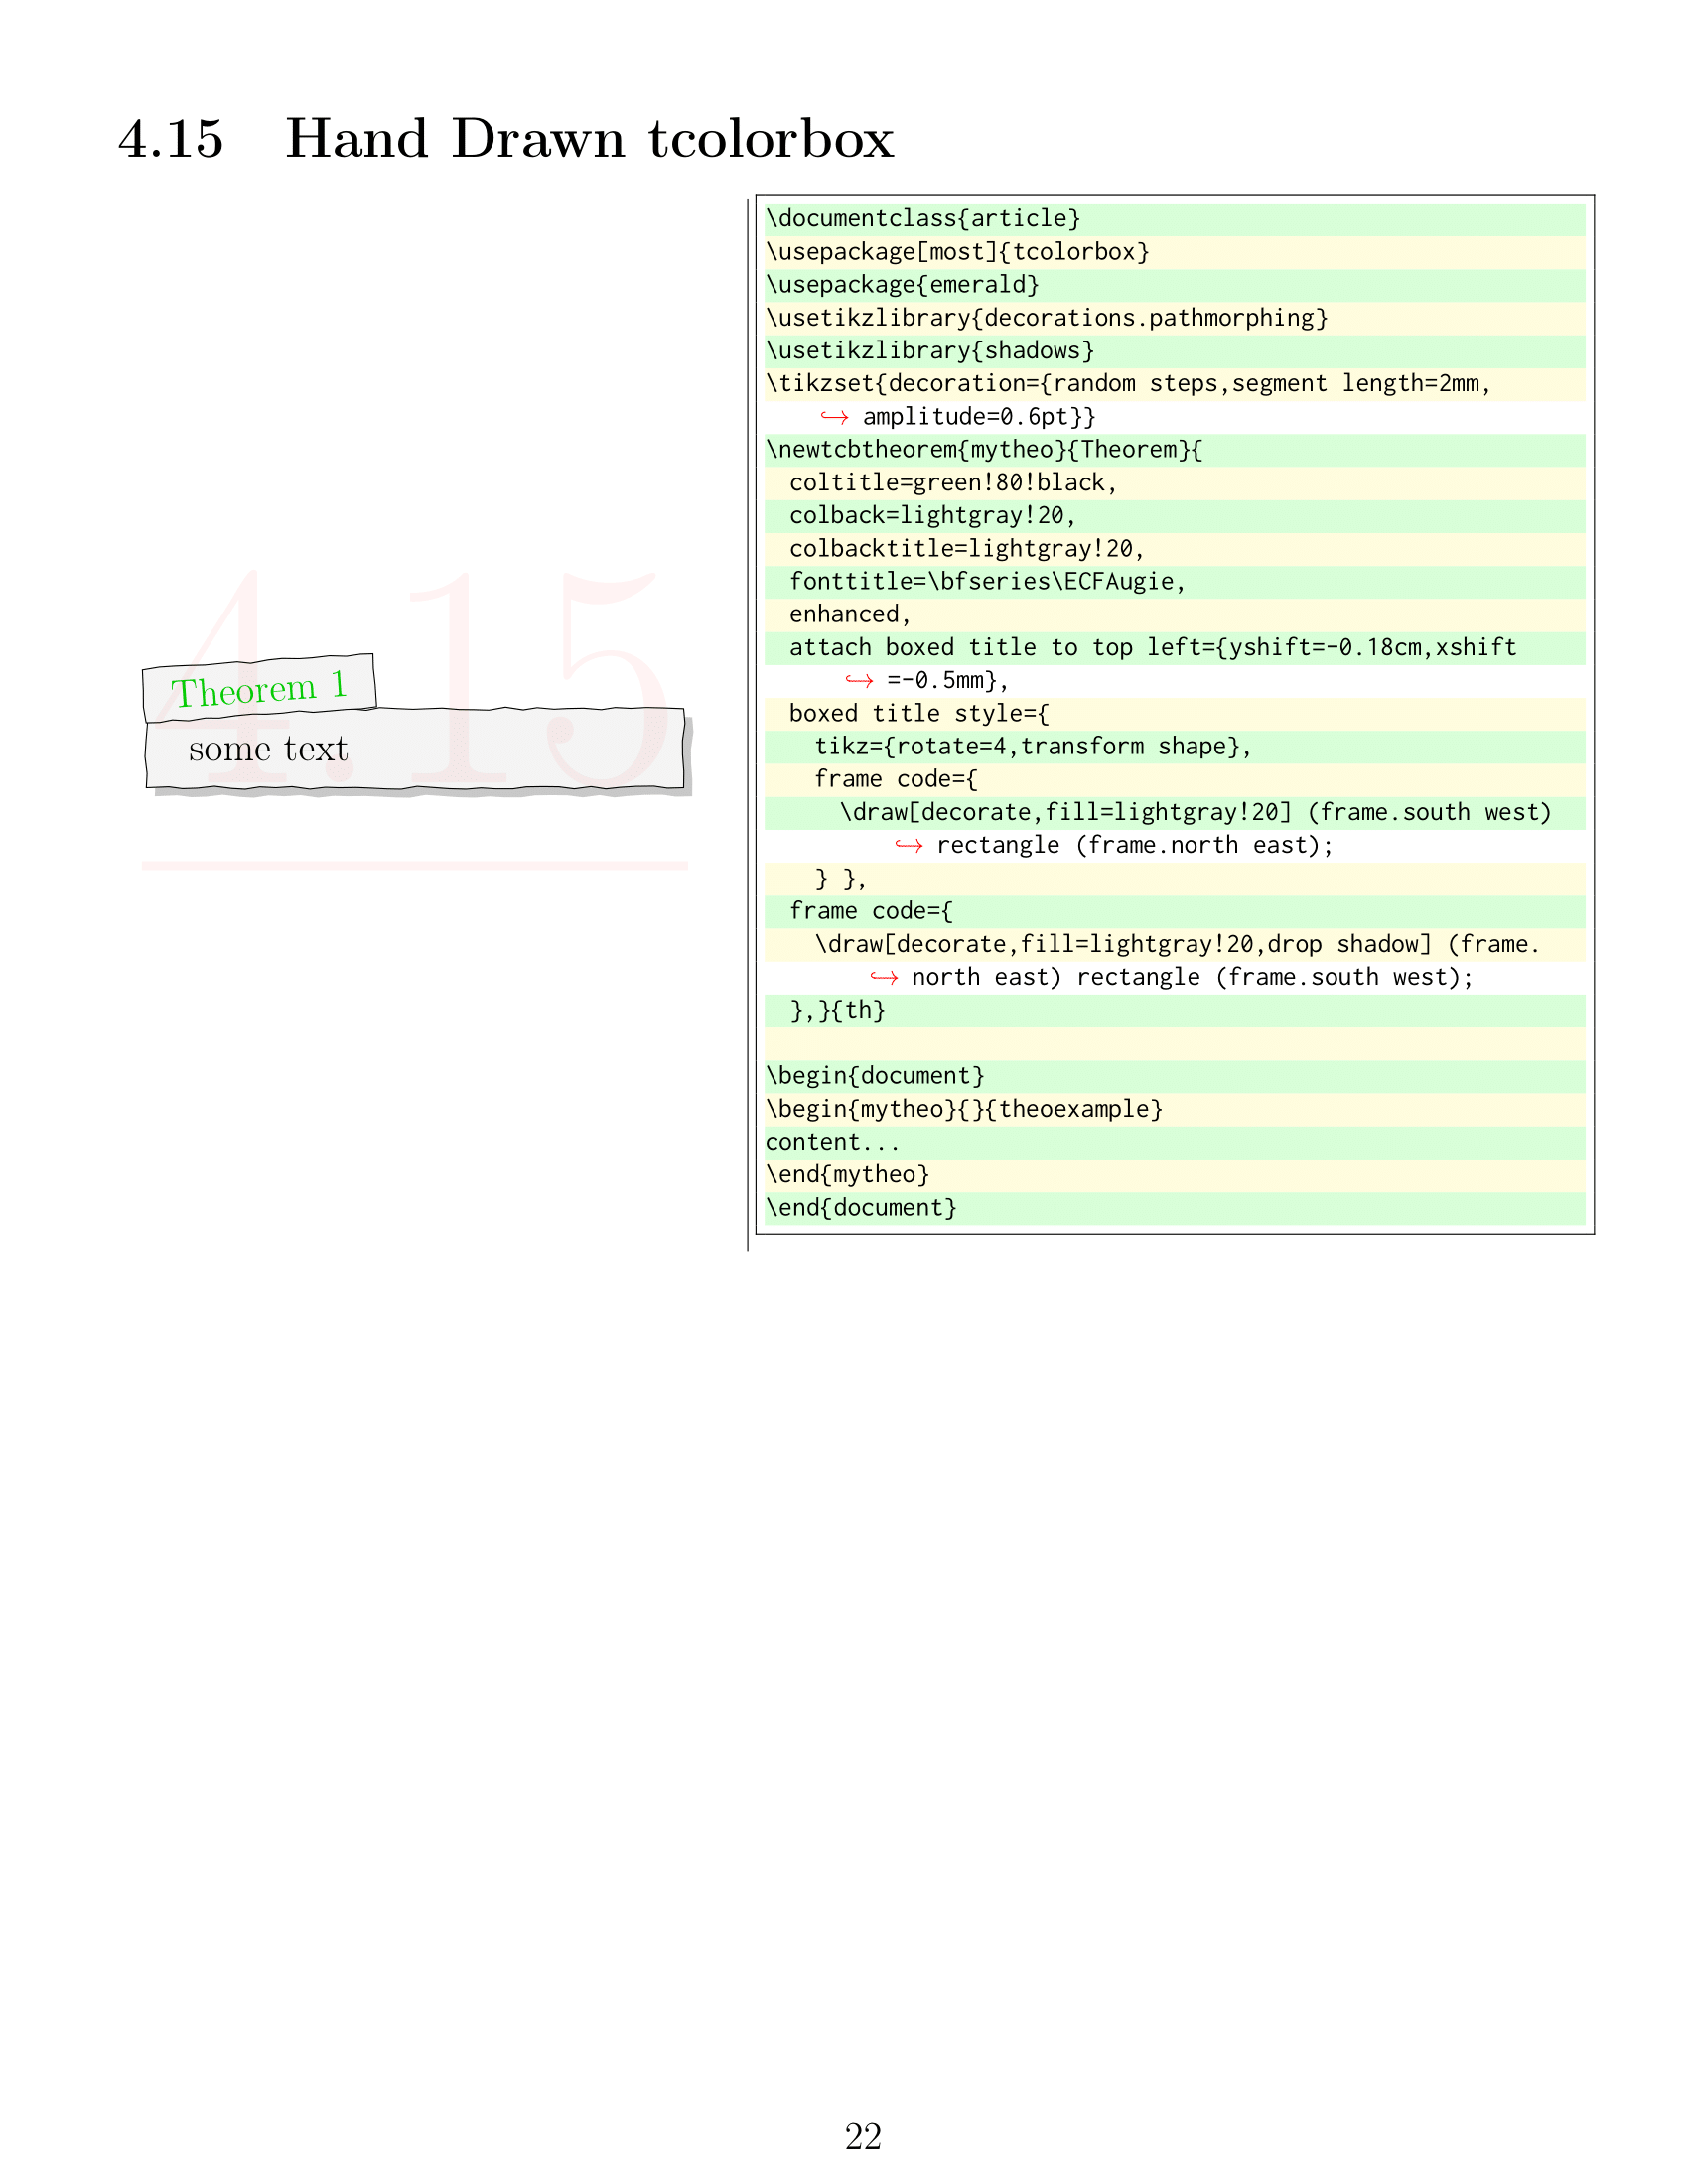 4.15 Hand Drawn tcolorbox
4.15
Theorem 1
some text
\documentclass{article}
\usepackage[most]{tcolorbox}
\usepackage{emerald}
\usetikzlibrary{decorations.pathmorphing}
\usetikzlibrary{shadows}
\tikzset{decoration={random steps,segment length=2mm,
↪ amplitude=0.6pt}}
\newtcbtheorem{mytheo}{Theorem}{
  coltitle=green!80!black,
  colback=lightgray!20,
  colbacktitle=lightgray!20,
  fonttitle=\bfseries\ECFAugie,
  enhanced,
  attach boxed title to top left={yshift=-0.18cm,xshift
↪ =-0.5mm},
  boxed title style={
    tikz={rotate=4,transform shape},
    frame code={
      \draw[decorate,fill=lightgray!20] (frame.south west)
↪ rectangle (frame.north east);
    } },
  frame code={
    \draw[decorate,fill=lightgray!20,drop shadow] (frame.
↪ north east) rectangle (frame.south west);
  },}{th}
\begin{document}
\begin{mytheo}{}{theoexample}
content...
\end{mytheo}
\end{document}
22